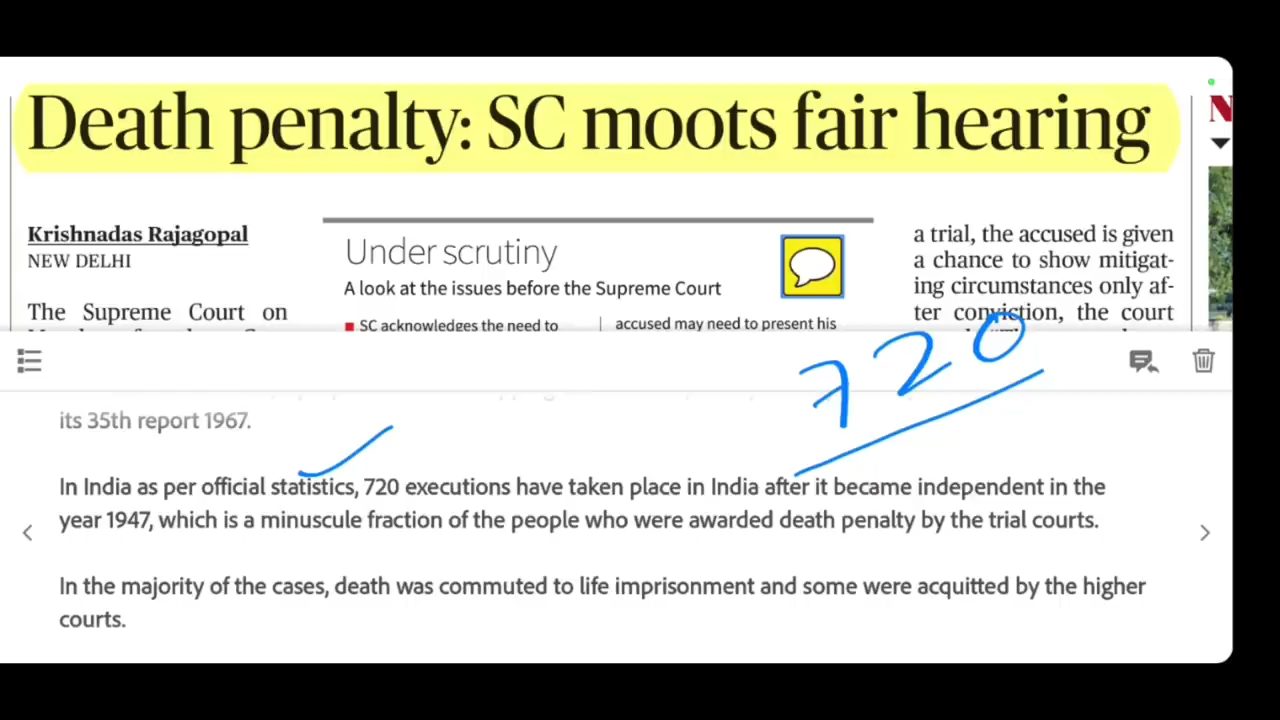 Death penalty: SC moots fair hearing
N
Krishnadas Rajagopal
NEW DELHI
The Supreme Court on
Under scrutiny
A look at the issues before the Supreme Court
SC acknowledges the need to
accused may need to present his
a trial, the accused is given
a chance to show mitigat-
ing circumstances only af-
ter conviction, the court
720
its 35th report 1967.
In India as per official statistics, 720 executions have taken place in India after it became independent in the
year 1947, which is a minuscule fraction of the people who were awarded death penalty by the trial courts.
In the majority of the cases, death was commuted to life imprisonment and some were acquitted by the higher
courts.